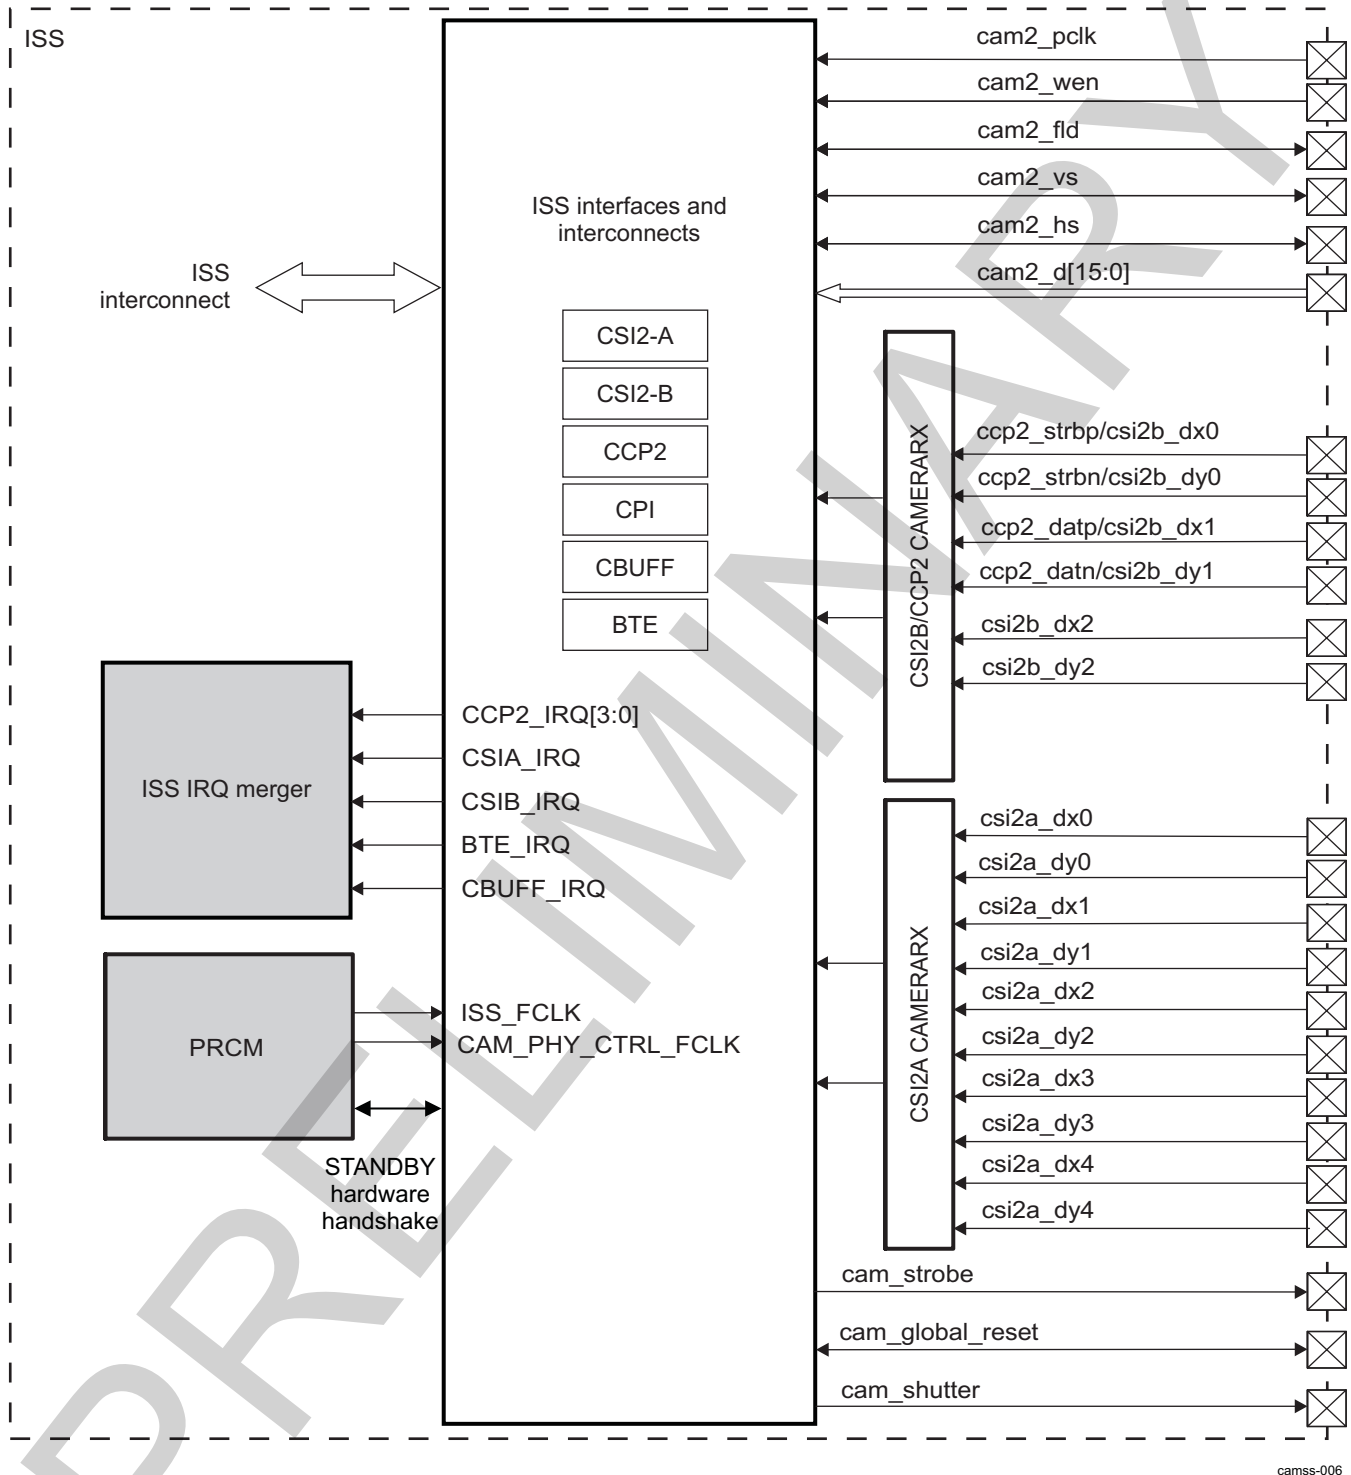 ISS
cam2_pclk
cam2_wen
cam2_fld
cam2_vs
cam2_hs
cam2_d[15:0]
ISS interfaces and
interconnects
ISS
interconnect
CSI2-A
CSI2-B
CCP2
CPI
CBUFF
BTE
CSI2B/CCP2 CAMERARX
ccp2_strbp/csi2b_dx0
ccp2_strbn/csi2b_dy0
ccp2_datp/csi2b_dx1
ccp2_datn/csi2b_dy1
csi2b_dx2
csi2b_dy2
ISS IRQ merger
CCP2_IRQ[3:0]
CSIA_IRQ
CSIB_IRQ
BTE_IRQ
CBUFF_IRQ
PRCM
ISS_FCLK
CAM_PHY_CTRL_FCLK
STANDBY
hardware
handshake
CSI2A CAMERARX
csi2a_dx0
csi2a_dy0
csi2a_dx1
csi2a_dy1
csi2a_dx2
csi2a_dy2
csi2a_dx3
csi2a_dy3
csi2a_dx4
csi2a_dy4
cam_strobe
cam_global_reset
cam_shutter
PRELIMINARY
camss-006